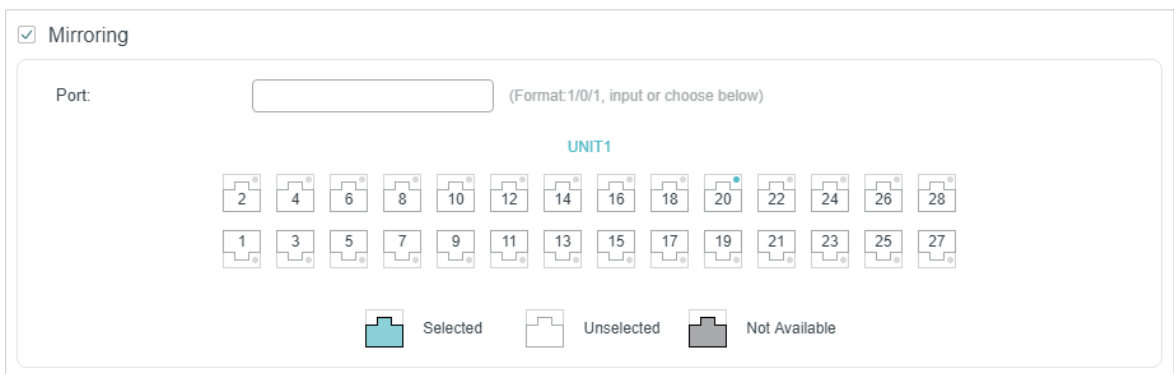 Mirroring
Port:
(Format:1/0/1, input or choose below)
UNIT1
2 4 6 8 10 12 14 16 18 20 22 24 26 28
1 3 5 7 9 11 13 15 17 19 21 23 25 27
Selected Unselected Not Available